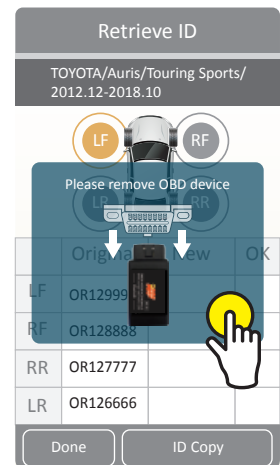 Retrieve ID
TOYOTA/Auris/Touring Sports/
2012.12-2018.10
LF RF
Please remove OBD device
LR RR
Original New OK
LF OR12999
RF OR128888
RR OR127777
LR OR126666
Done ID Copy